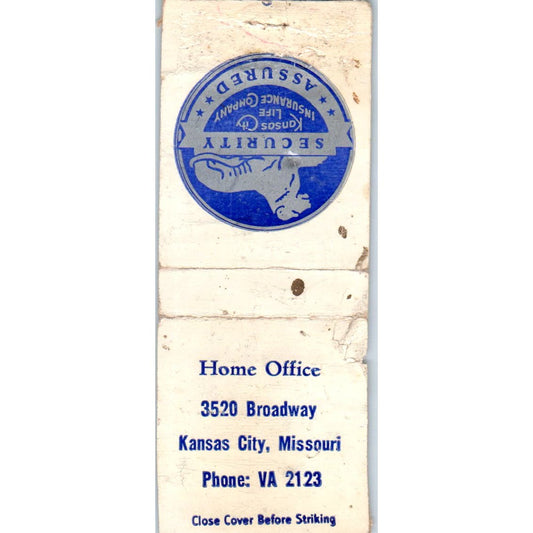 SECURITY
Kansas City
LIFE
INSURANCE COMPANY
ASSURED
Home Office
3520 Broadway
Kansas City, Missouri
Phone: VA 2123
Close Cover Before Striking